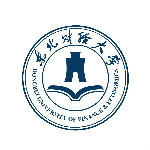 东北财经大学
DONGBEI UNIVERSITY OF FINANCE & ECONOMICS